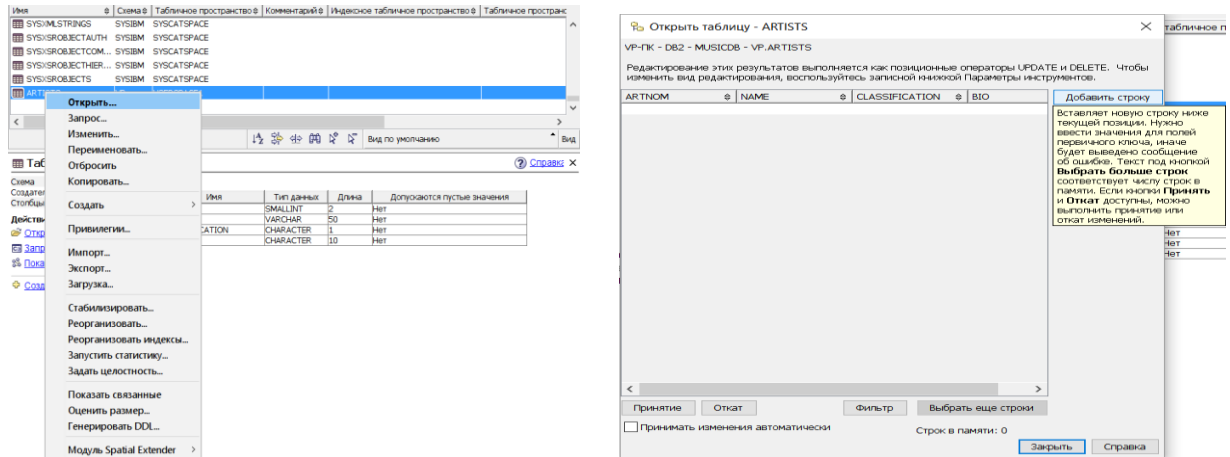 Имя Схема Табличное пространство Комментарий Индексное табличное пространство Табличное простран
SYSXMLSTRINGS SYSIBM SYSCATSPACE
SYSXSROBJECTAUTH SYSIBM SYSCATSPACE
SYSXSROBJECTCOM... SYSIBM SYSCATSPACE
SYSXSROBJECTHIER... SYSIBM SYSCATSPACE
SYSXSROBJECTS SYSIBM SYSCATSPACE
Открыть...
Запрос...
Изменить...
Переименовать...
Отбросить
Копировать...
Создать
Привилегии...
Импорт...
Экспорт...
Загрузка...
Стабилизировать...
Реорганизовать...
Реорганизовать индексы...
Запустить статистику...
Задать целостность...
Показать связанные
Оценить размер...
Генерировать DDL...
Модуль Spatial Extender
Вид по умолчанию Вид
Таб Справка
Схема
Создател
Столбцы
Действи
Откр
Запр
Пока
Созд
Имя Тип данных Длина Допускаются пустые значения
SMALLINT 2 Нет
VARCHAR 50 Нет
CATION CHARACTER 1 Нет
CHARACTER 10 Нет
Открыть таблицу - ARTISTS
VP-ПК - DB2 - MUSICDB - VP.ARTISTS
Редактирование этих результатов выполняется как позиционные операторы UPDATE и DELETE. Чтобы
изменить вид редактирования, воспользуйтесь записной книжкой Параметры инструментов.
ARTNOM NAME CLASSIFICATION BIO
Добавить строку
Вставляет новую строку ниже
текущей позиции. Нужно
ввести значения для полей
первичного ключа, иначе
будет выведено сообщение
об ошибке. Текст под кнопкой
Выбрать больше строк
соответствует числу строк в
памяти. Если кнопки Принять
и Откат доступны, можно
выполнить принятие или
откат изменений.
Принятие Откат Фильтр Выбрать еще строки
Принимать изменения автоматически Строк в памяти: 0
Закрыть Справка
табличное п
Нет
Нет
Нет